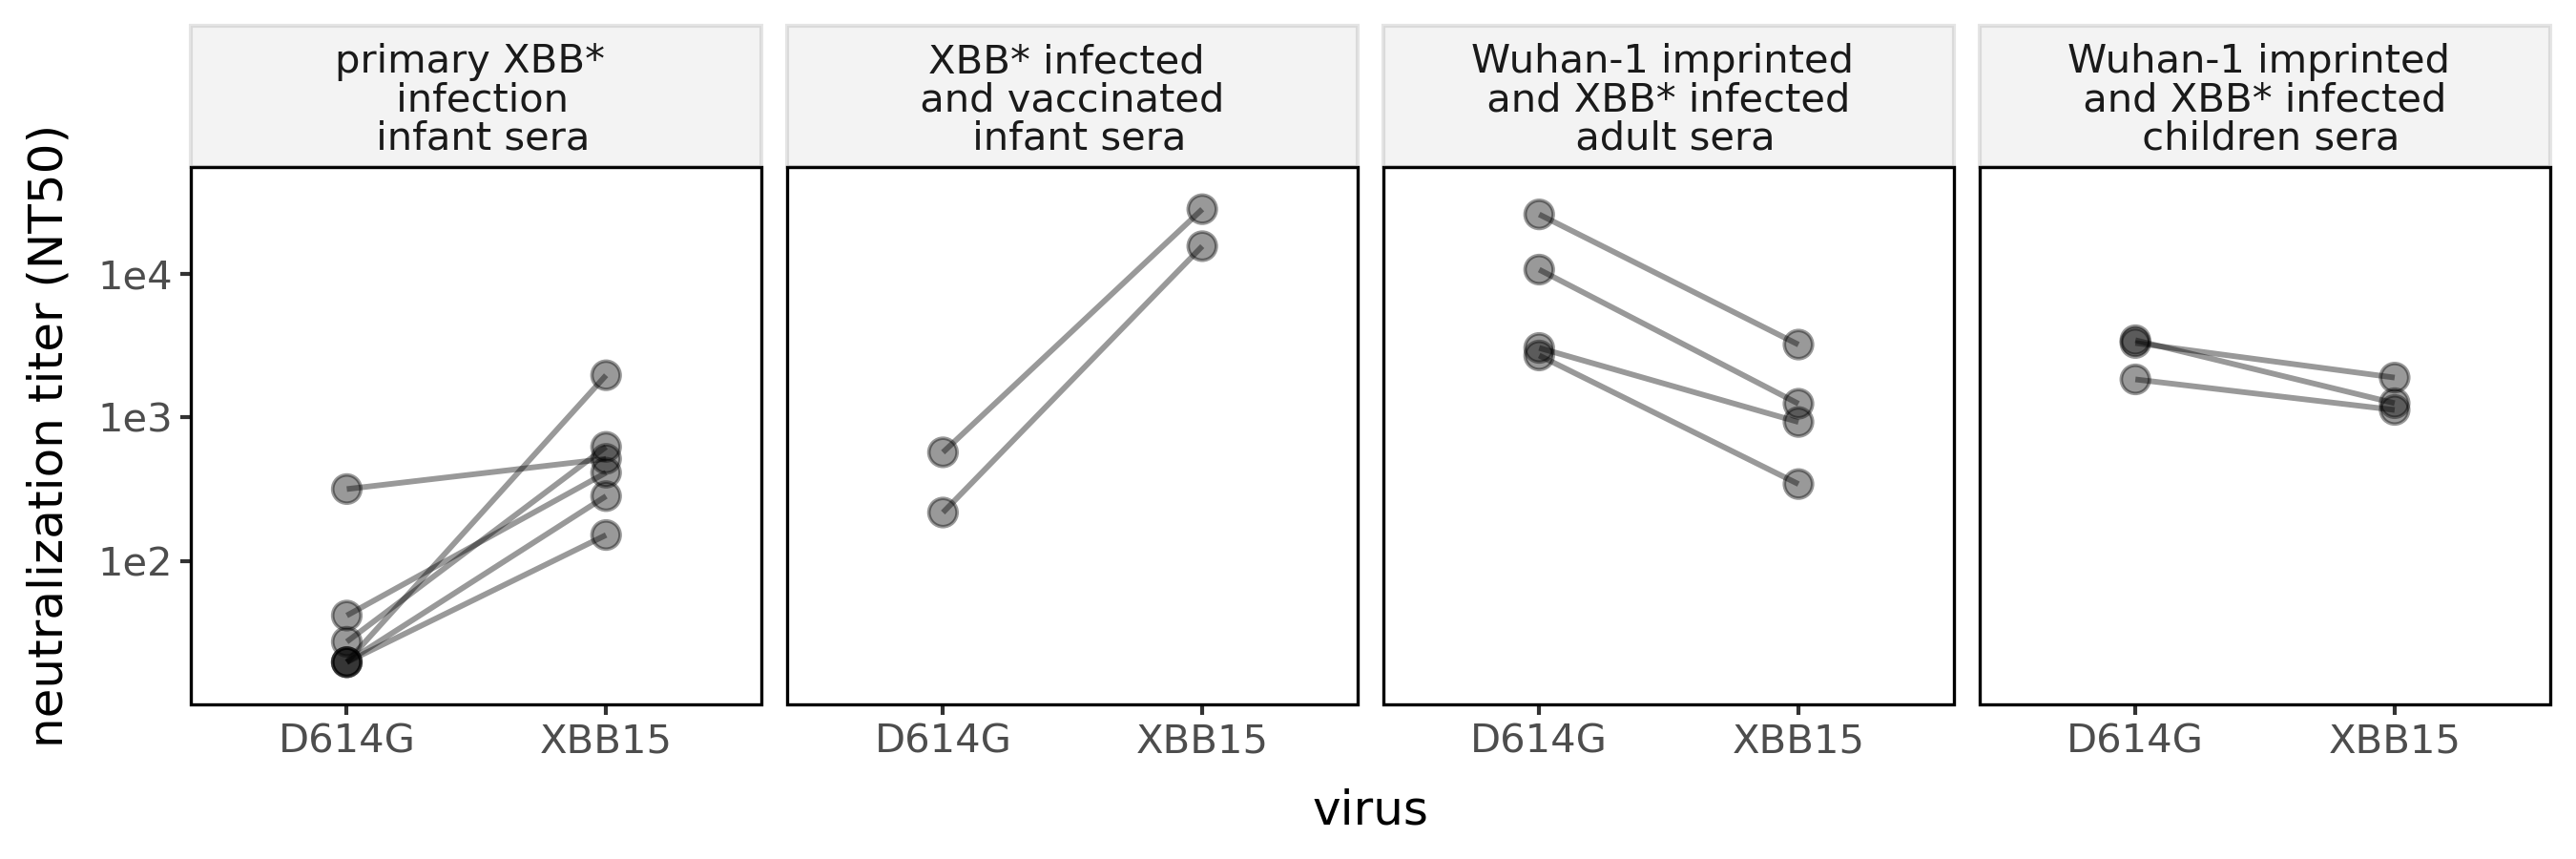 primary XBB*
infection
infant sera
XBB* infected
and vaccinated
infant sera
Wuhan-1 imprinted
and XBB* infected
adult sera
Wuhan-1 imprinted
and XBB* infected
children sera
neutralization titer (NT50)
1e4
1e3
1e2
D614G XBB15
D614G XBB15
D614G XBB15
D614G XBB15
virus